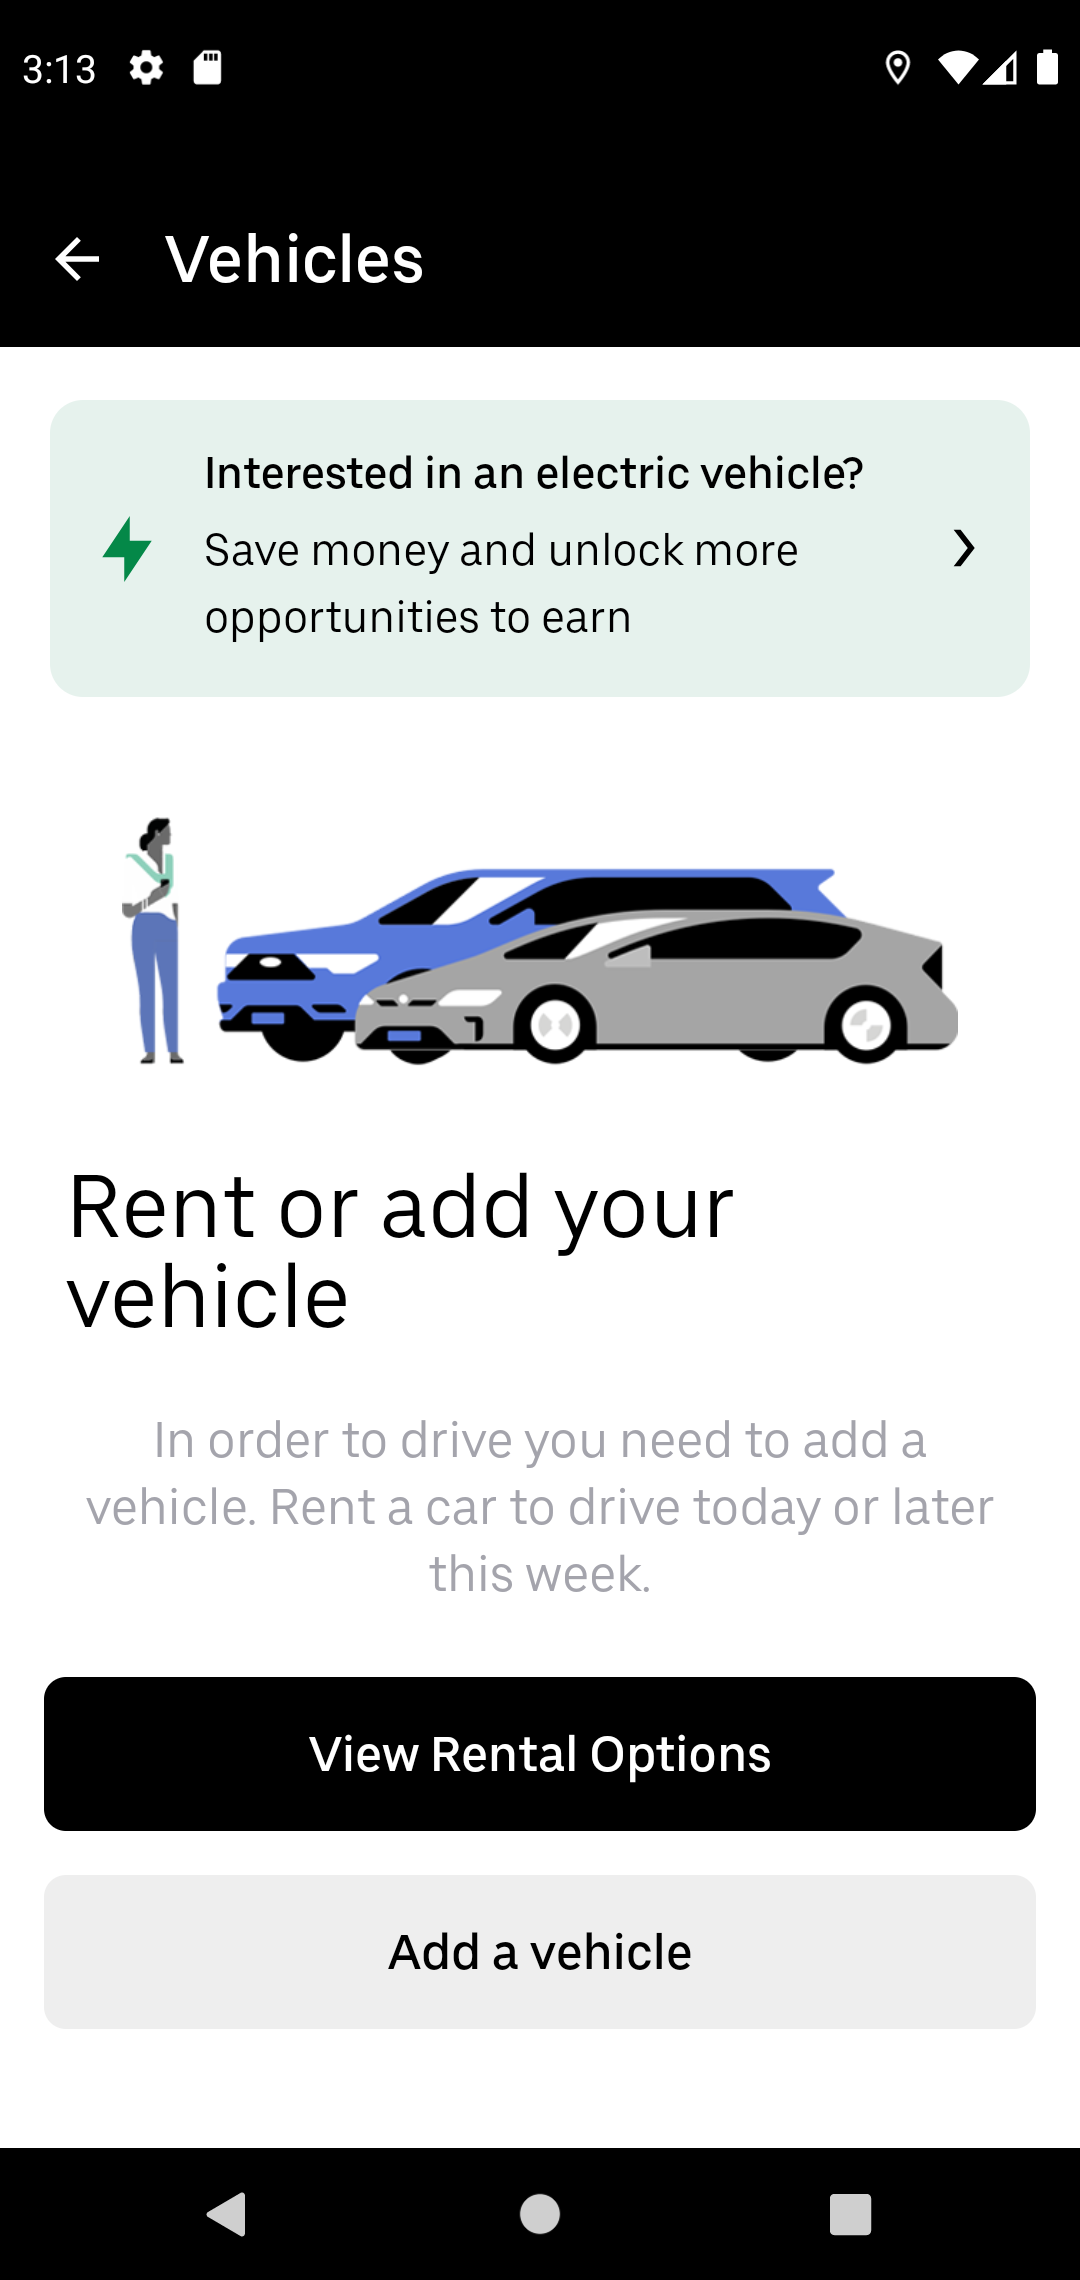 3:13
Vehicles
Interested in an electric vehicle?
Save money and unlock more
opportunities to earn
Rent or add your
vehicle
In order to drive you need to add a
vehicle. Rent a car to drive today or later
this week.
View Rental Options
Add a vehicle